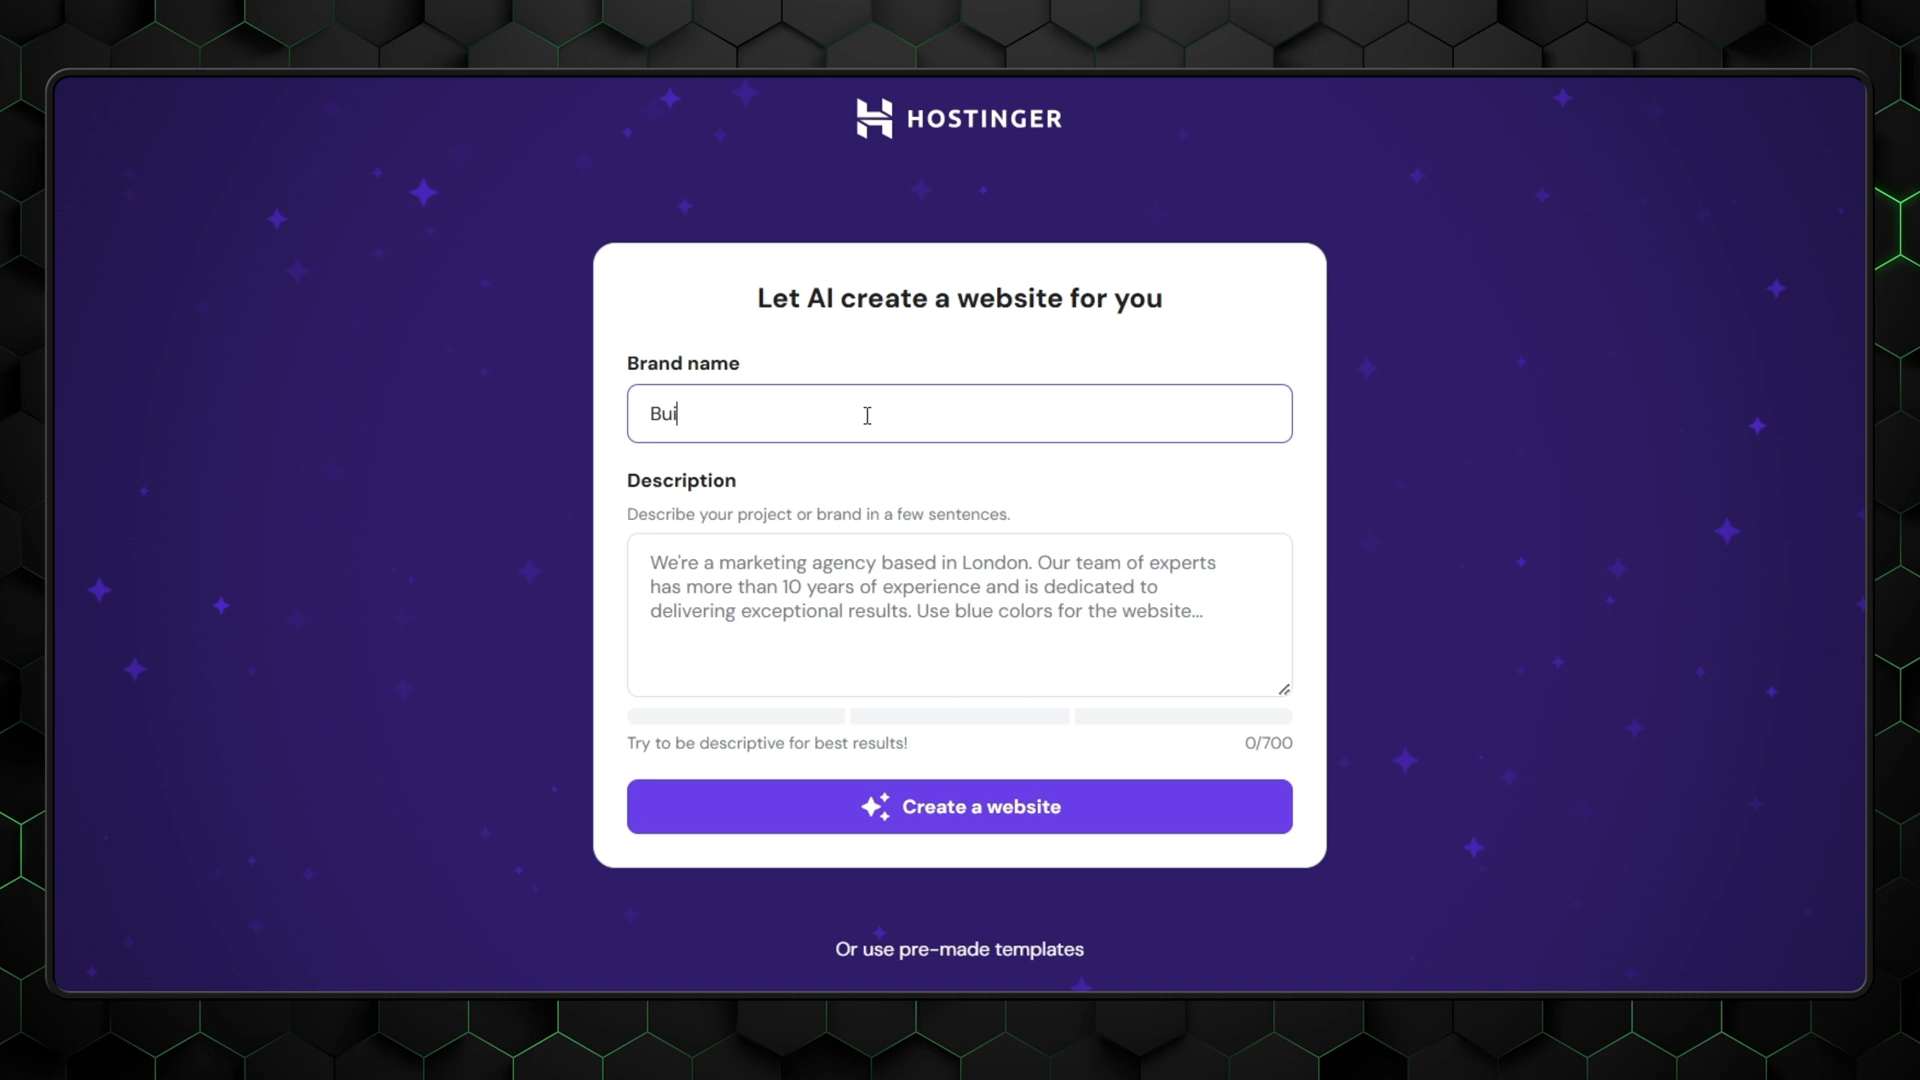 HOSTINGER
Let AI create a website for you
Brand name
Bui
Description
Describe your project or brand in a few sentences.
We're a marketing agency based in London. Our team of experts
has more than 10 years of experience and is dedicated to
delivering exceptional results. Use blue colors for the website...
Try to be descriptive for best results!
0/700
Create a website
Or use pre-made templates